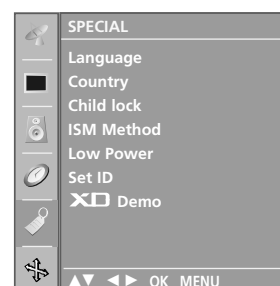 SPECIAL
Language
Country
Child lock
ISM Method
Low Power
Set ID
XD Demo
▲▼ ◄► OK MENU